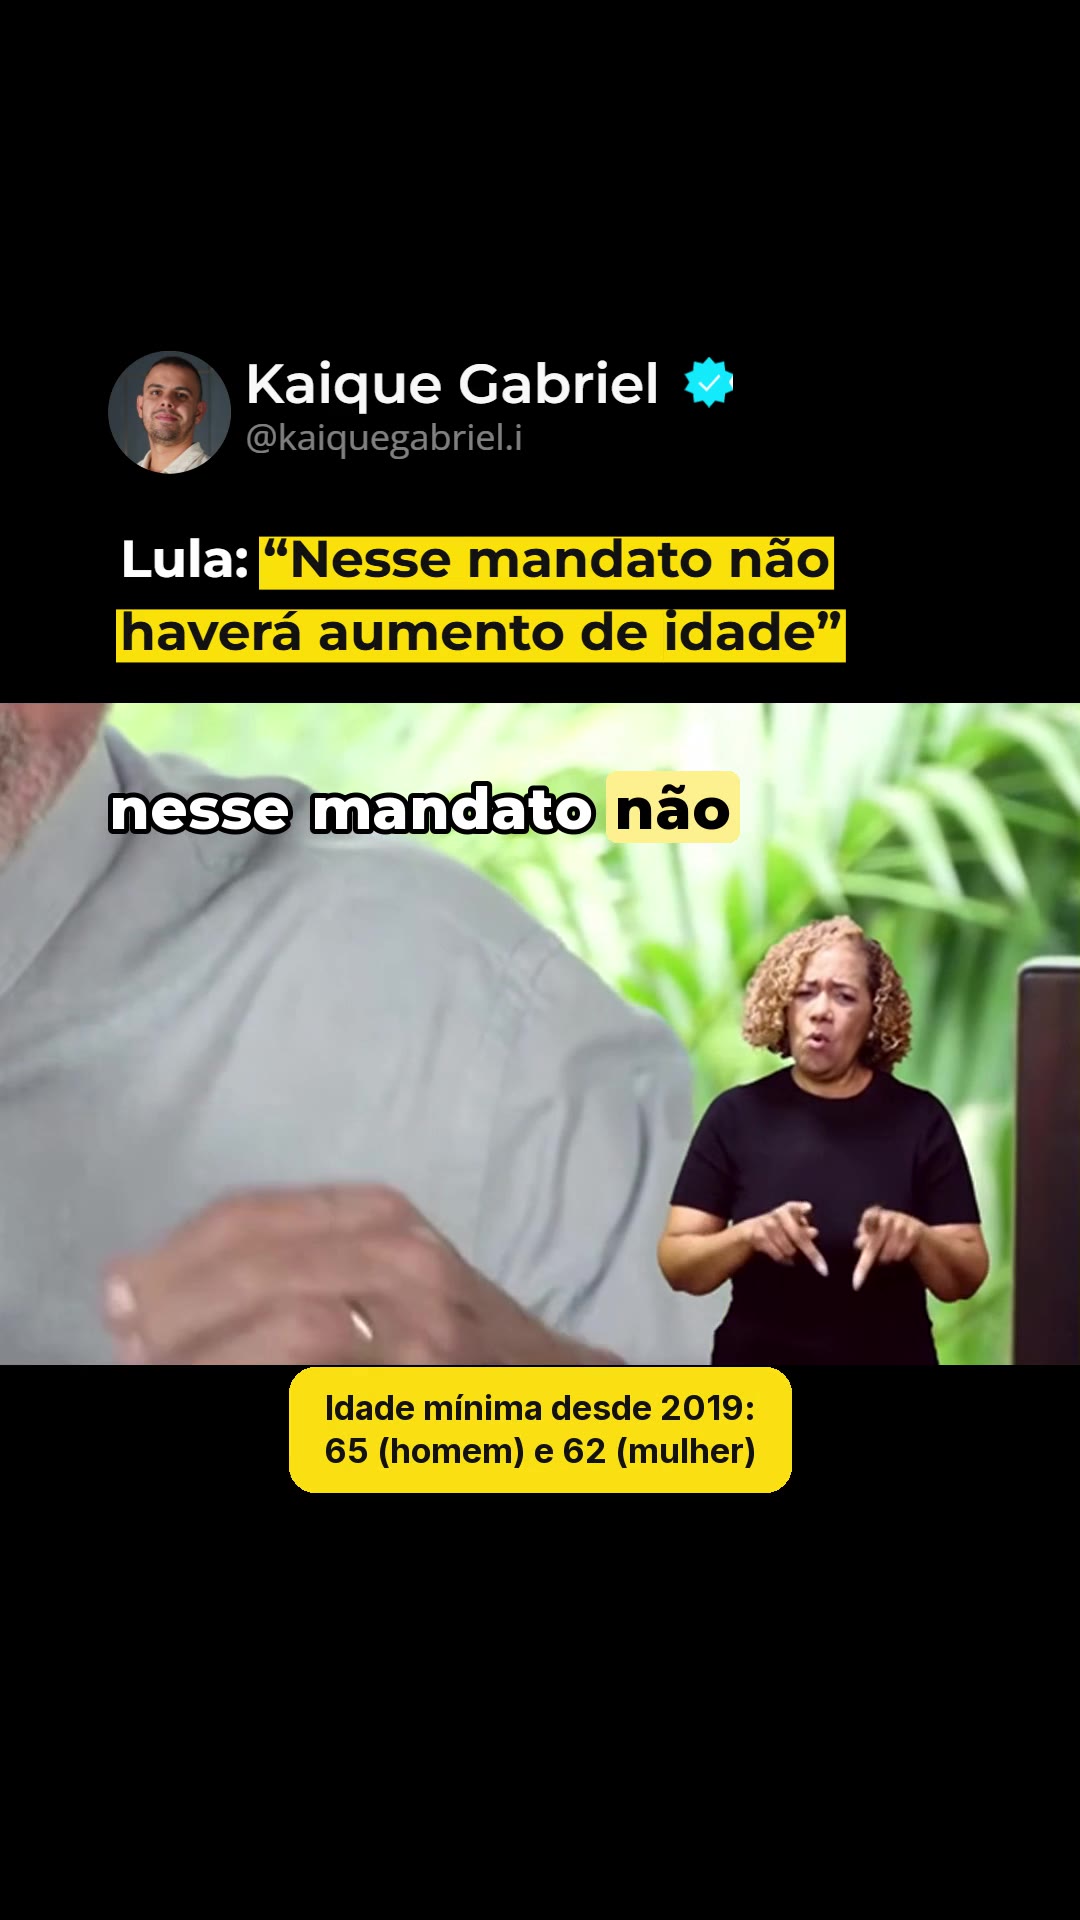 Kaique Gabriel
@kaiquegabriel.i
Lula: “Nesse mandato não
haverá aumento de idade”
nesse mandato não
Idade mínima desde 2019:
65 (homem) e 62 (mulher)